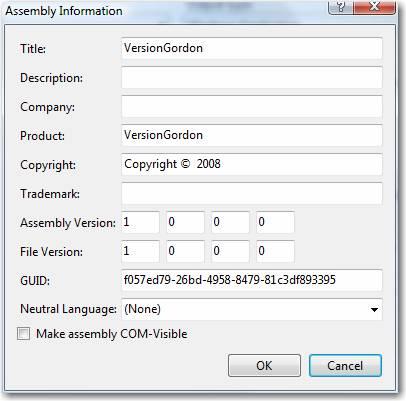 Assembly Information
Title: VersionGordon
Description:
Company:
Product: VersionGordon
Copyright: Copyright © 2008
Trademark:
Assembly Version: 1 0 0 0
File Version: 1 0 0 0
GUID: f057ed79-26bd-4958-8479-81c3df893395
Neutral Language: (None)
Make assembly COM-Visible
OK Cancel